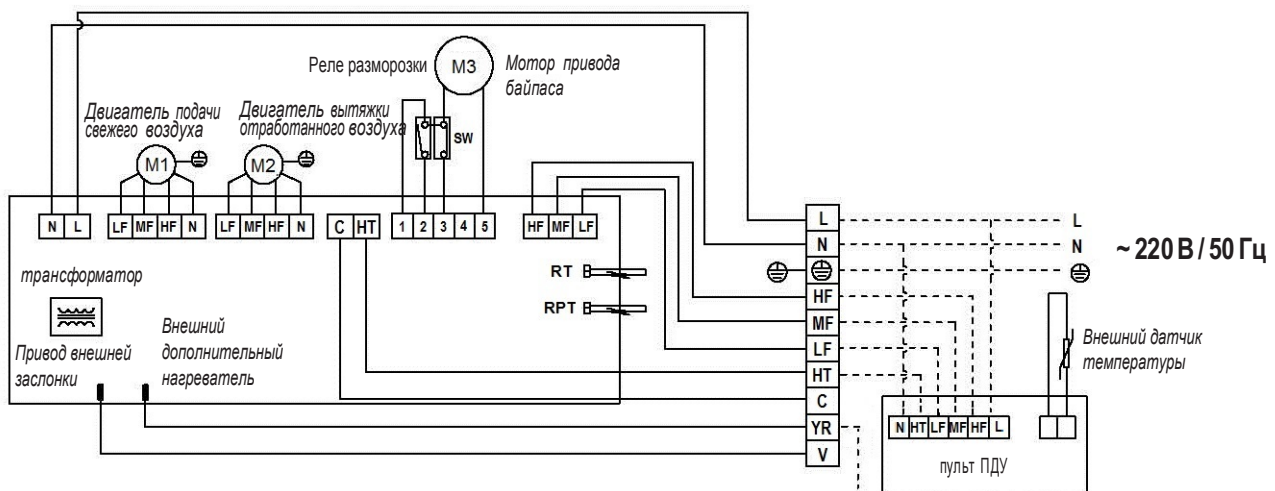 Реле разморозки
M3
Мотор привода
байпаса
Двигатель подачи
свежего воздуха
Двигатель вытяжки
отработанного воздуха
SW
M1
M2
N L
LF MF HF N
LF MF HF N
C HT
1 2 3 4 5
HF MF LF
трансформатор
RT
RPT
Привод внешней
заслонки
Внешний
дополнительный
нагреватель
L
N
HF
MF
LF
HT
C
YR
V
L
N
~ 220 В / 50 Гц
Внешний датчик
температуры
N HT LF MF HF L
пульт ПДУ